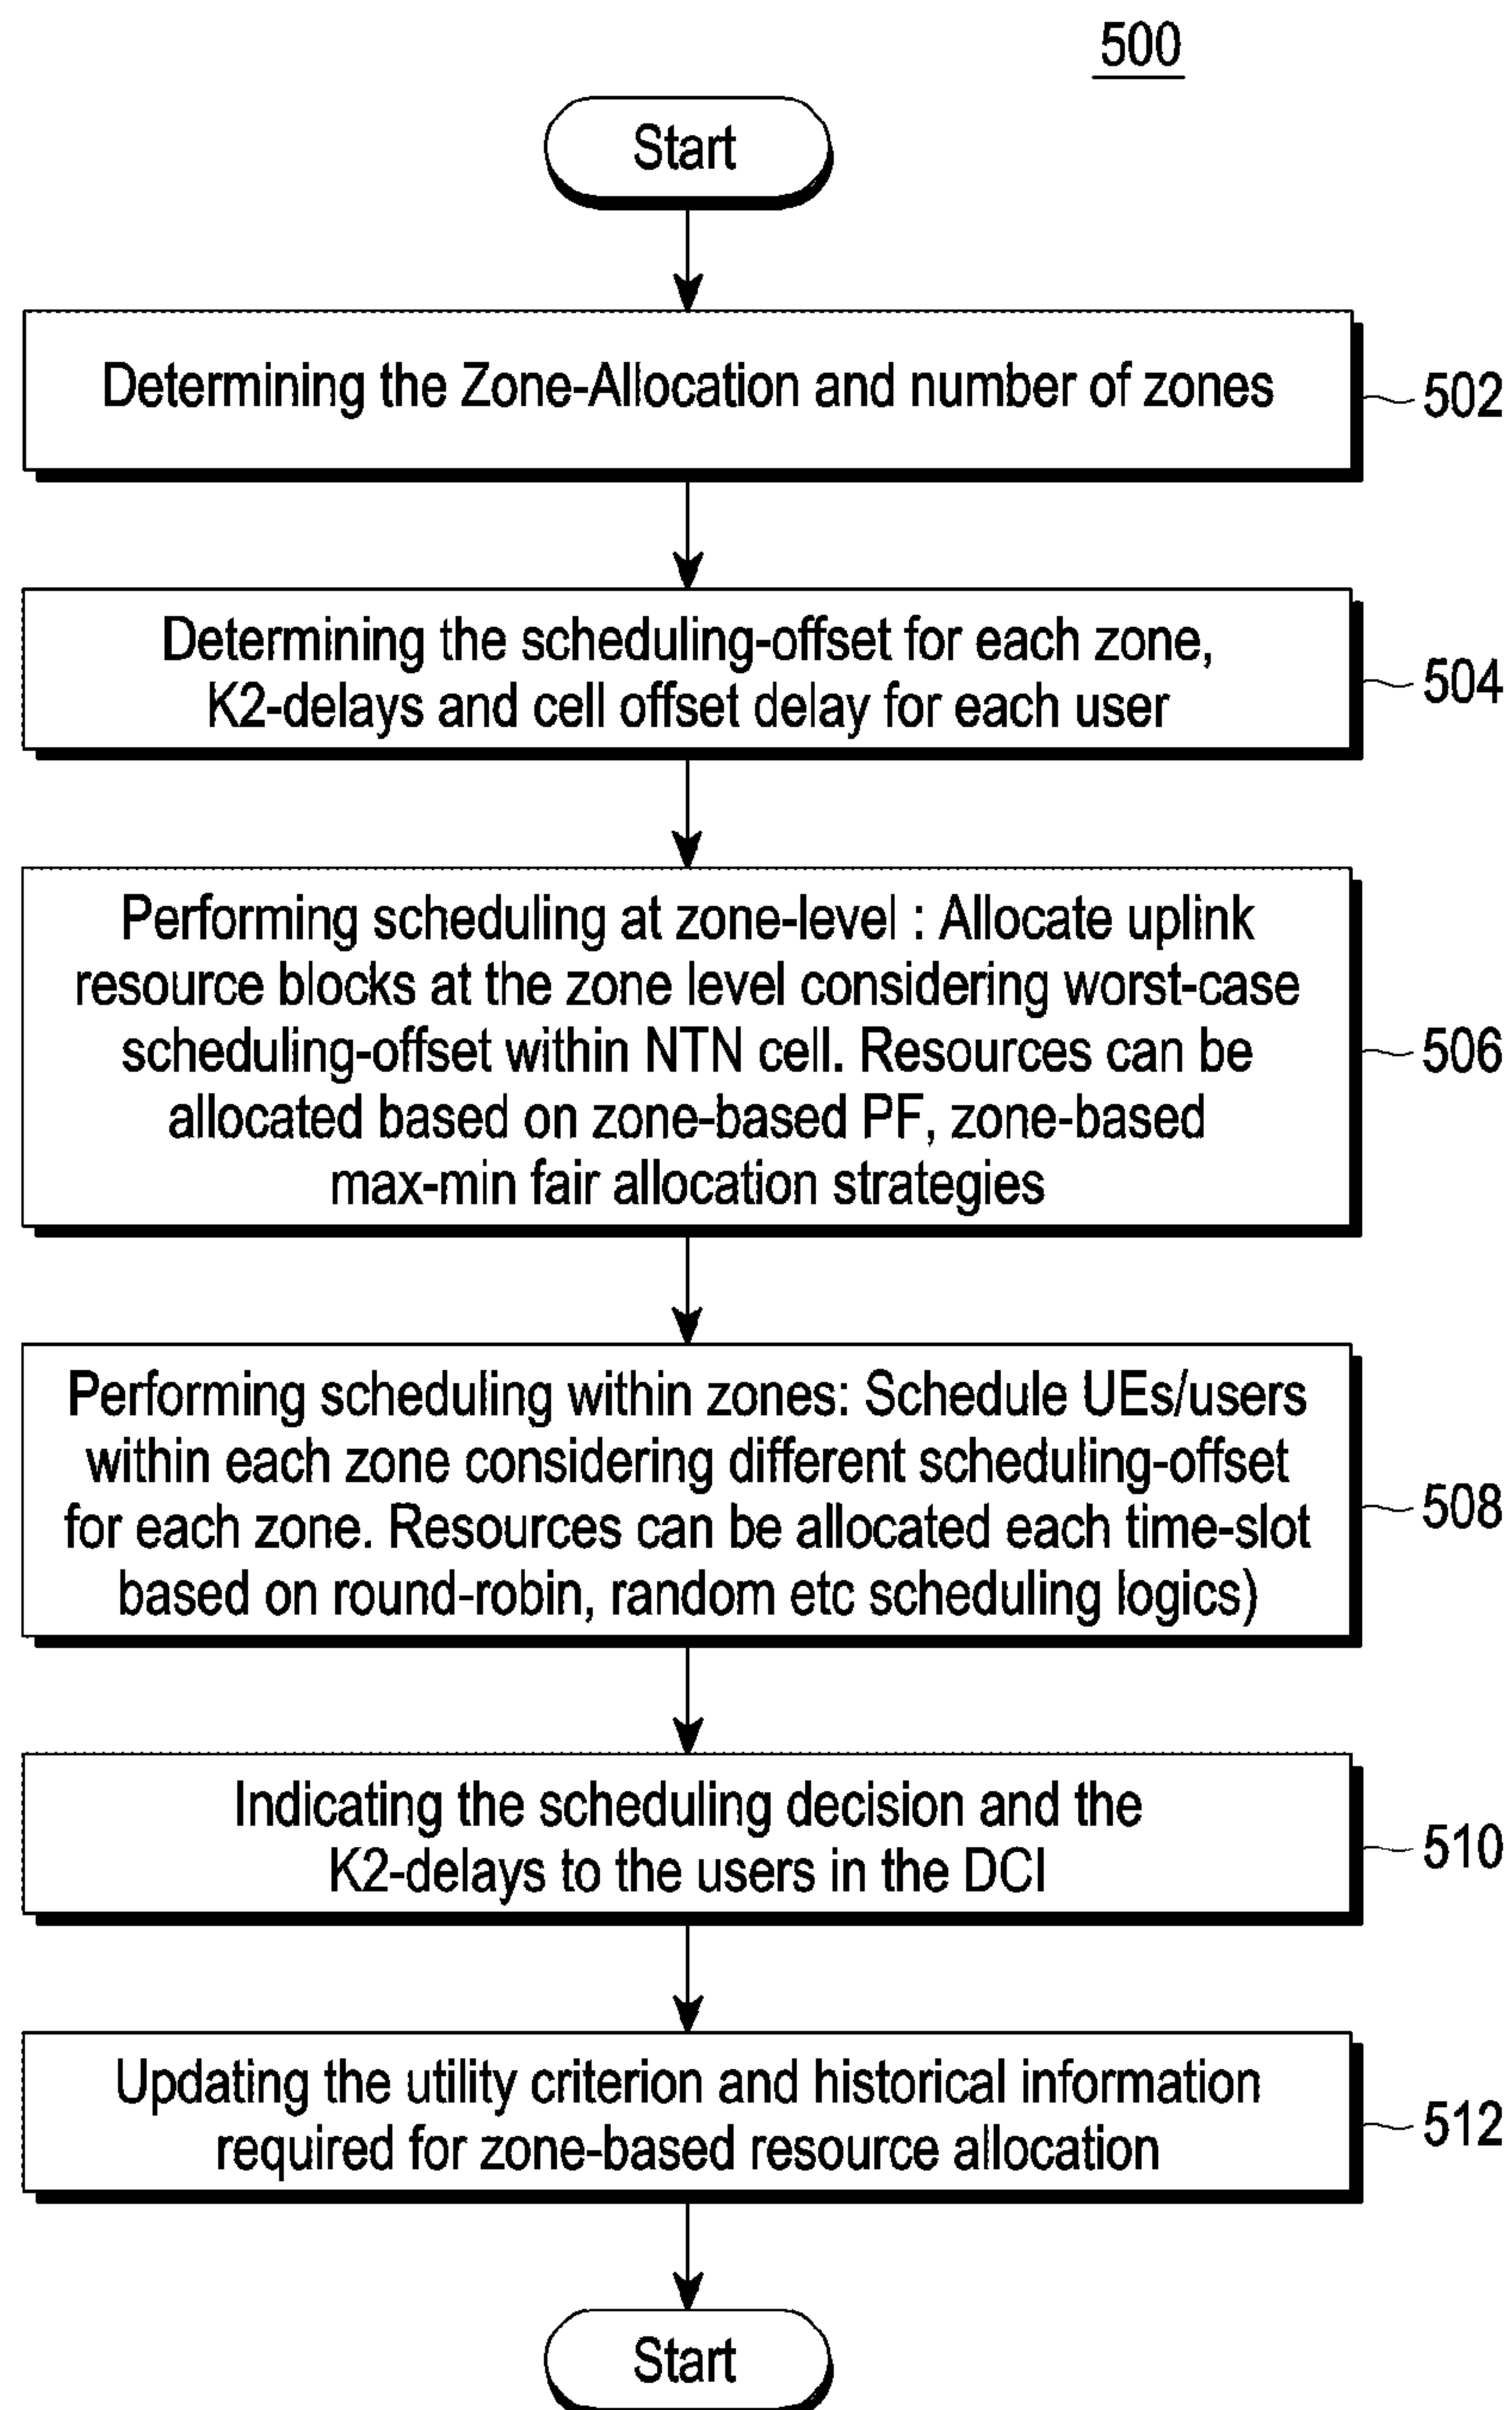 500
Start
Determining the Zone-Allocation and number of zones
502
Determining the scheduling-offset for each zone,
K2-delays and cell offset delay for each user
504
Performing scheduling at zone-level : Allocate uplink
resource blocks at the zone level considering worst-case
scheduling-offset within NTN cell. Resources can be
allocated based on zone-based PF, zone-based
max-min fair allocation strategies
506
Performing scheduling within zones: Schedule UEs/users
within each zone considering different scheduling-offset
for each zone. Resources can be allocated each time-slot
based on round-robin, random etc scheduling logics)
508
Indicating the scheduling decision and the
K2-delays to the users in the DCI
510
Updating the utility criterion and historical information
required for zone-based resource allocation
512
Start